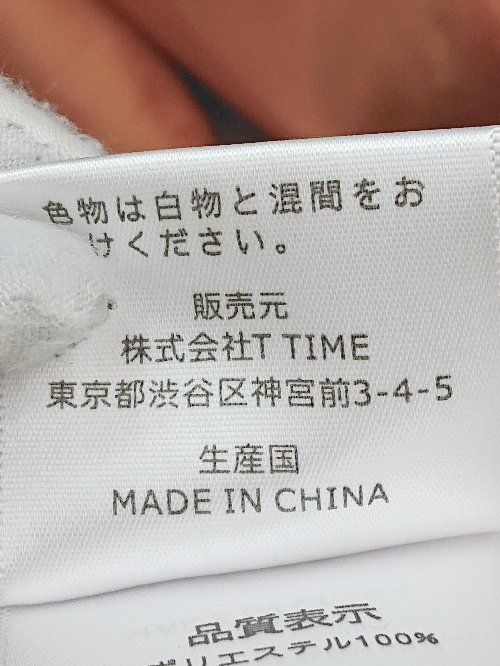 色物は白物と混間をお
けください。
販売元
株式会社T TIME
東京都渋谷区神宮前3-4-5
生産国
MADE IN CHINA
品質表示
ポリエステル100%